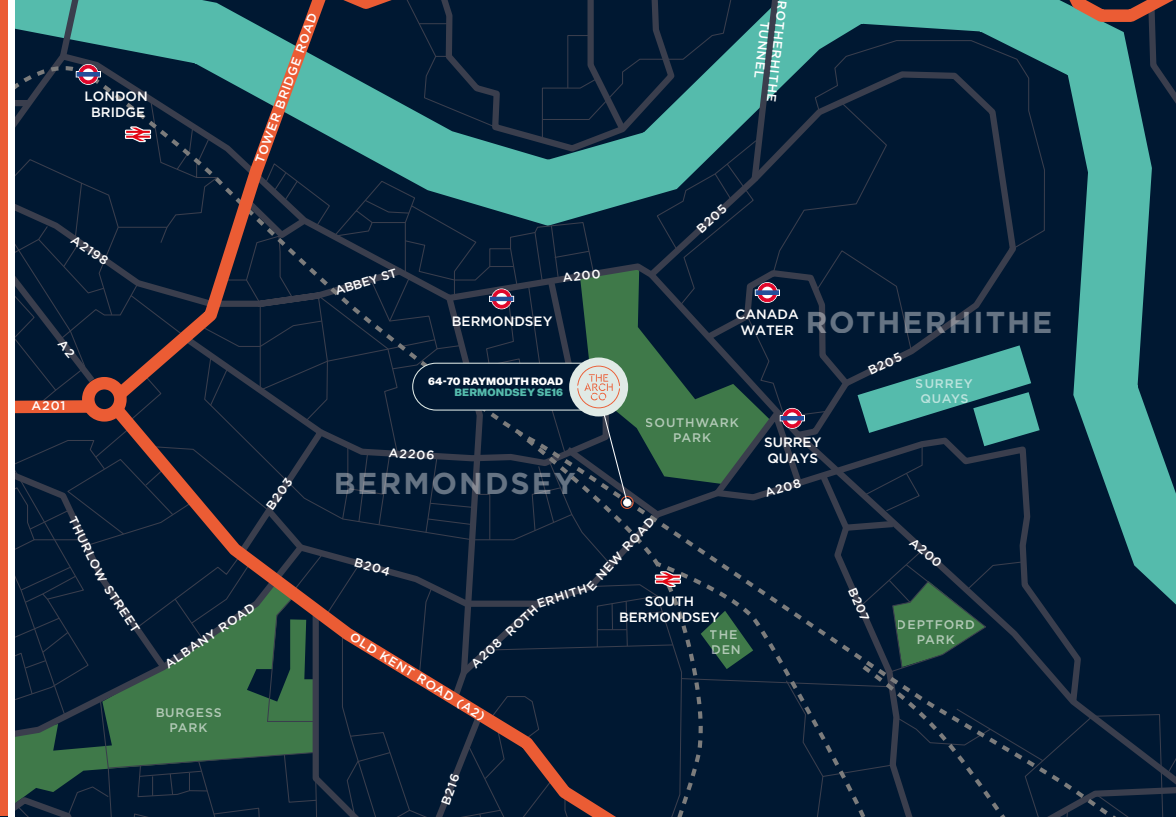 ROTHERHITHE
TUNNEL
TOWER BRIDGE ROAD
LONDON
BRIDGE
B205
A2198
ABBEY ST
A200
BERMONDSEY
CANADA
WATER
ROTHERHITHE
A2
B205
64-70 RAYMOUTH ROAD
BERMONDSEY SE16
THE
ARCH
CO
SURREY
QUAYS
A201
SOUTHWARK
PARK
SURREY
QUAYS
A2206
BERMONDSEY
B203
A208
THURLOW STREET
B204
A200
ROTHERHITHE NEW ROAD
A208
SOUTH
BERMONDSEY
B207
THE
DEN
DEPTFORD
PARK
ALBANY ROAD
OLD KENT ROAD (A2)
BURGESS
PARK
B216